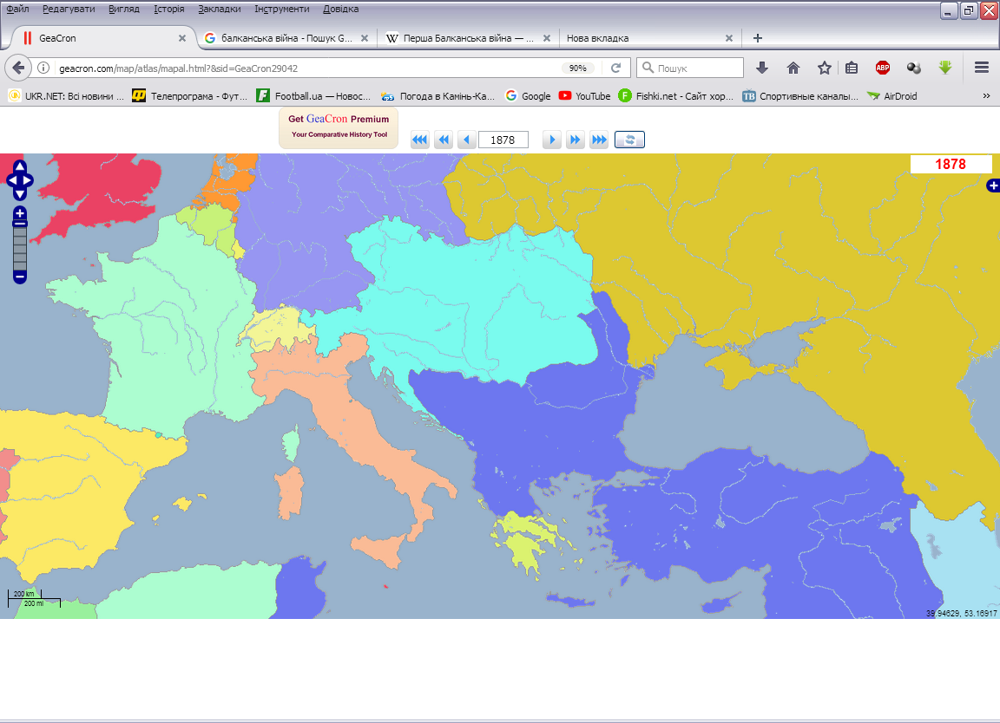 Файл Редагувати Вигляд Історія Закладки Інструменти Довідка
GeaCron
балканська війна - Пошук G...
W Перша Балканська війна — ...
Нова вкладка
geacron.com/map/atlas/mapal.html?&sid=GeaCron29042
90%
Пошук
ABP
UKR.NET: Всі новини ...
Телепрограма - Фут...
Football.ua — Новос...
Погода в Камінь-Ка...
Google
YouTube
Fishki.net - Сайт хор...
Спортивные каналы...
AirDroid
Get GeaCron Premium
Your Comparative History Tool
1878
1878
200 km
200 mi
39.94629, 53.16917